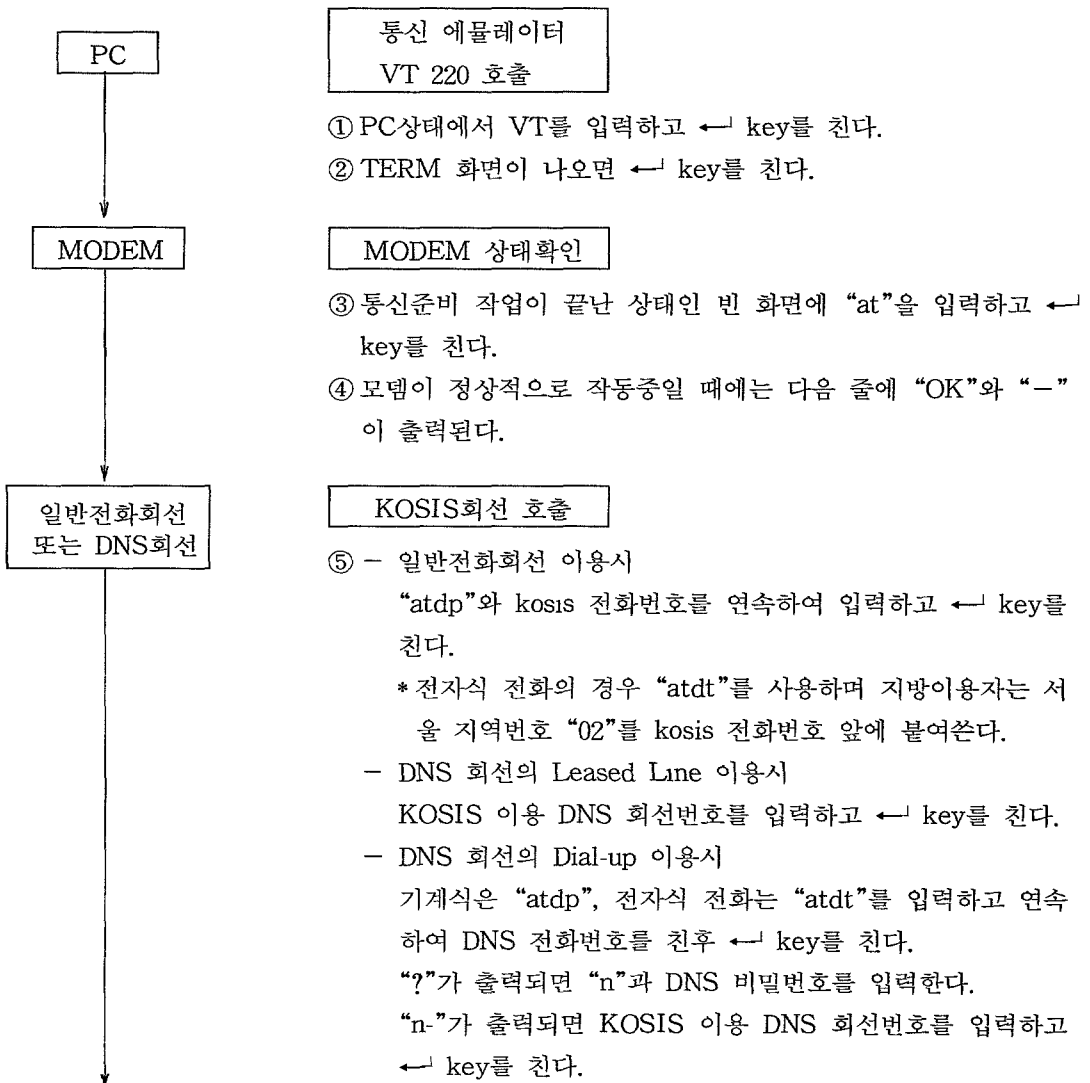 PC
통신 에뮬레이터
VT 220 호출
① PC상태에서 VT를 입력하고 ↵ key를 친다.
② TERM 화면이 나오면 ↵ key를 친다.
MODEM
MODEM 상태확인
③ 통신준비 작업이 끝난 상태인 빈 화면에 “at”을 입력하고 ↵
key를 친다.
④ 모뎀이 정상적으로 작동중일 때에는 다음 줄에 “OK”와 “－”
이 출력된다.
일반전화회선
또는 DNS회선
KOSIS회선 호출
⑤ － 일반전화회선 이용시
“atdp”와 kosis 전화번호를 연속하여 입력하고 ↵ key를
친다.
* 전자식 전화의 경우 “atdt”를 사용하며 지방이용자는 서
울 지역번호 “02”를 kosis 전화번호 앞에 붙여쓴다.
－ DNS 회선의 Leased Line 이용시
KOSIS 이용 DNS 회선번호를 입력하고 ↵ key를 친다.
－ DNS 회선의 Dial-up 이용시
기계식은 “atdp”, 전자식 전화는 “atdt”를 입력하고 연속
하여 DNS 전화번호를 친후 ↵ key를 친다.
“?”가 출력되면 “n”과 DNS 비밀번호를 입력한다.
“n-”가 출력되면 KOSIS 이용 DNS 회선번호를 입력하고
↵ key를 친다.